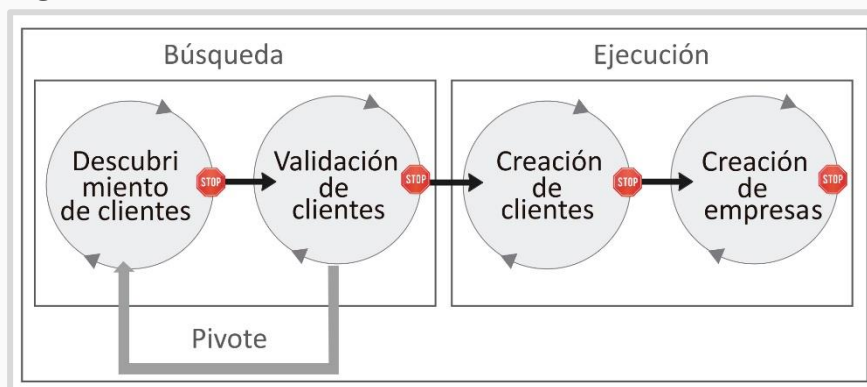 Búsqueda
Ejecución
Descubri
miento
de clientes
STOP
Validación
de
clientes
STOP
Creación
de
clientes
STOP
Creación
de
empresas
STOP
Pivote